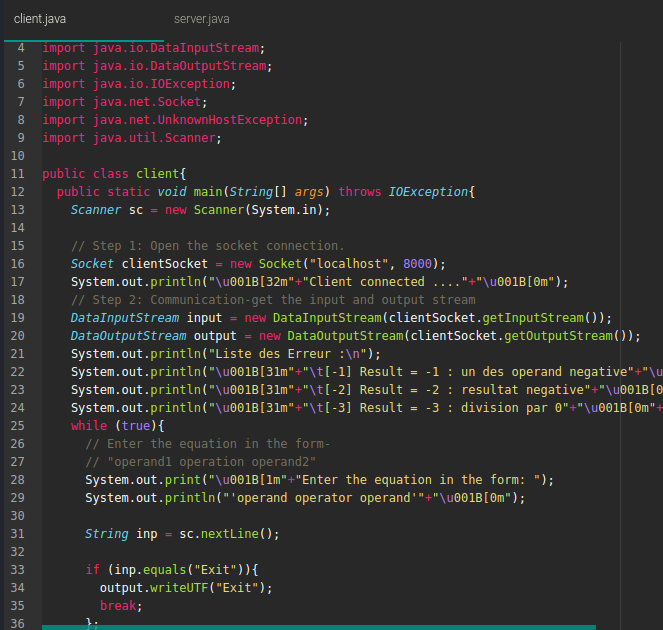 client.java
server.java
4 import java.io.DataInputStream;
5 import java.io.DataOutputStream;
6 import java.io.IOException;
7 import java.net.Socket;
8 import java.net.UnknownHostException;
9 import java.util.Scanner;
10
11 public class client{
12   public static void main(String[] args) throws IOException{
13     Scanner sc = new Scanner(System.in);
14
15     // Step 1: Open the socket connection.
16     Socket clientSocket = new Socket("localhost", 8000);
17     System.out.println("\u001B[32m"+"Client connected ...."+"\u001B[0m");
18     // Step 2: Communication-get the input and output stream
19     DataInputStream input = new DataInputStream(clientSocket.getInputStream());
20     DataOutputStream output = new DataOutputStream(clientSocket.getOutputStream());
21     System.out.println("Liste des Erreur :\n");
22     System.out.println("\u001B[31m"+"\t[-1] Result = -1 : un des operand negative"+"\u
23     System.out.println("\u001B[31m"+"\t[-2] Result = -2 : resultat negative"+"\u001B[0
24     System.out.println("\u001B[31m"+"\t[-3] Result = -3 : division par 0"+"\u001B[0m"+
25     while (true){
26       // Enter the equation in the form-
27       // "operand1 operation operand2"
28       System.out.print("\u001B[1m"+"Enter the equation in the form: ");
29       System.out.println("'operand operator operand'"+"\u001B[0m");
30
31       String inp = sc.nextLine();
32
33       if (inp.equals("Exit")){
34         output.writeUTF("Exit");
35         break;
36       };